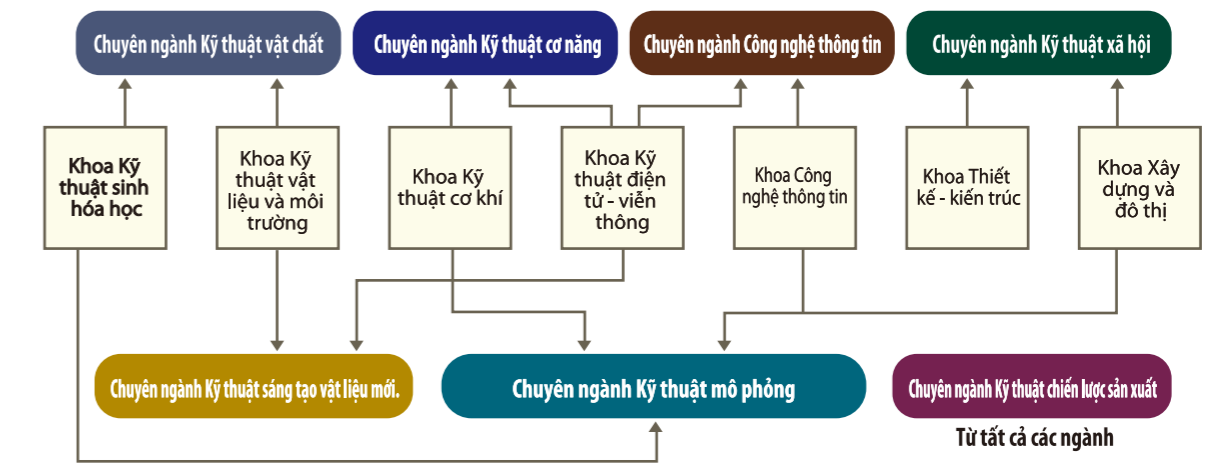 Chuyên ngành Kỹ thuật vật chất
Chuyên ngành Kỹ thuật cơ năng
Chuyên ngành Công nghệ thông tin
Chuyên ngành Kỹ thuật xã hội
Khoa Kỹ
thuật sinh
hóa học
Khoa Kỹ
thuật vật
liệu và môi
trường
Khoa Kỹ
thuật cơ khí
Khoa Kỹ
thuật điện
tử - viễn
thông
Khoa Công
nghệ thông tin
Khoa Thiết
kế - kiến trúc
Khoa Xây
dựng và
đô thị
Chuyên ngành Kỹ thuật sáng tạo vật liệu mới.
Chuyên ngành Kỹ thuật mô phỏng
Chuyên ngành Kỹ thuật chiến lược sản xuất
Từ tất cả các ngành